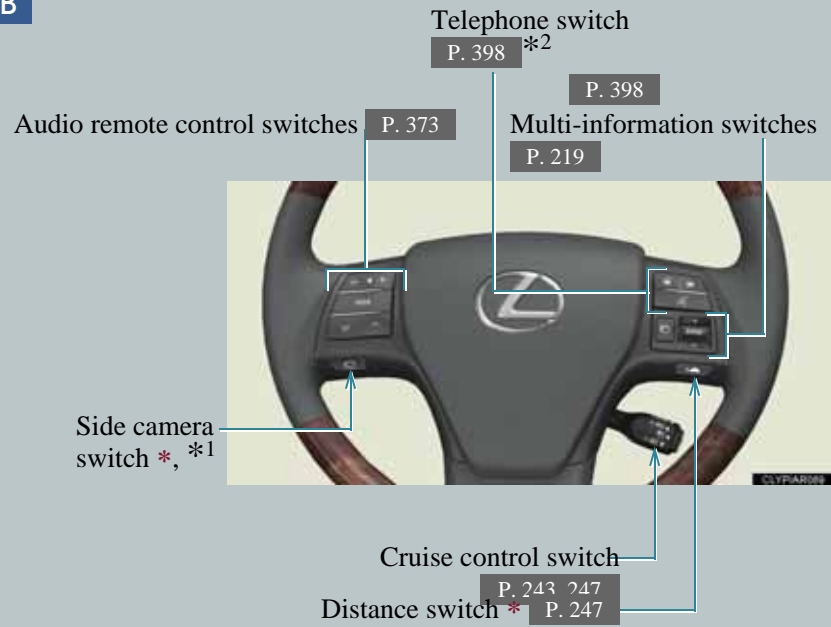 B
Telephone switch
P. 398 *2
P. 398
Audio remote control switches P. 373
Multi-information switches
P. 219
Side camera
switch *, *1
CLYPIAR089
Cruise control switch
P. 243, 247
Distance switch * P. 247